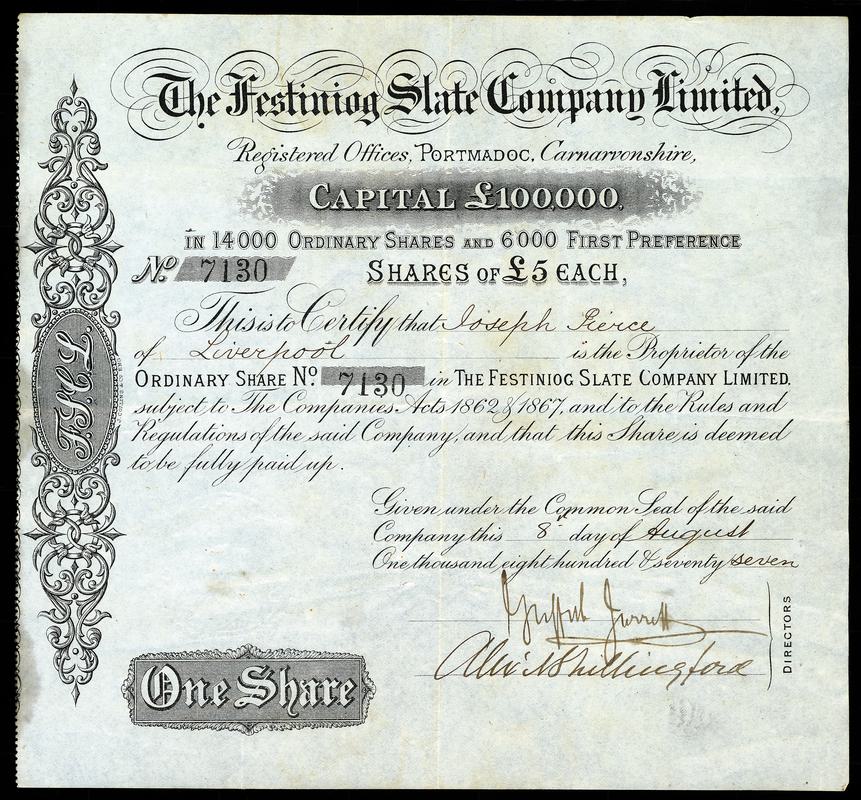 The Festiniog Slate Company Limited,
Registered Offices, PORTMADOC, Carnarvonshire,
CAPITAL £100,000,
IN 14000 ORDINARY SHARES AND 6000 FIRST PREFERENCE
No. 7130 SHARES OF £5 EACH,
This is to Certify that Joseph Pierce
of Liverpool is the Proprietor of the
ORDINARY SHARE No. 7130 in THE FESTINIOG SLATE COMPANY LIMITED.
subject to The Companies Acts 1862 & 1867, and to the Rules and
Regulations of the said Company, and that this Share is deemed
to be fully paid up.
Given under the Common Seal of the said
Company this 8th day of August
One thousand eight hundred & seventy seven
Griffith Jarrett
Shillingford
DIRECTORS
One Share
F.S.C.L.